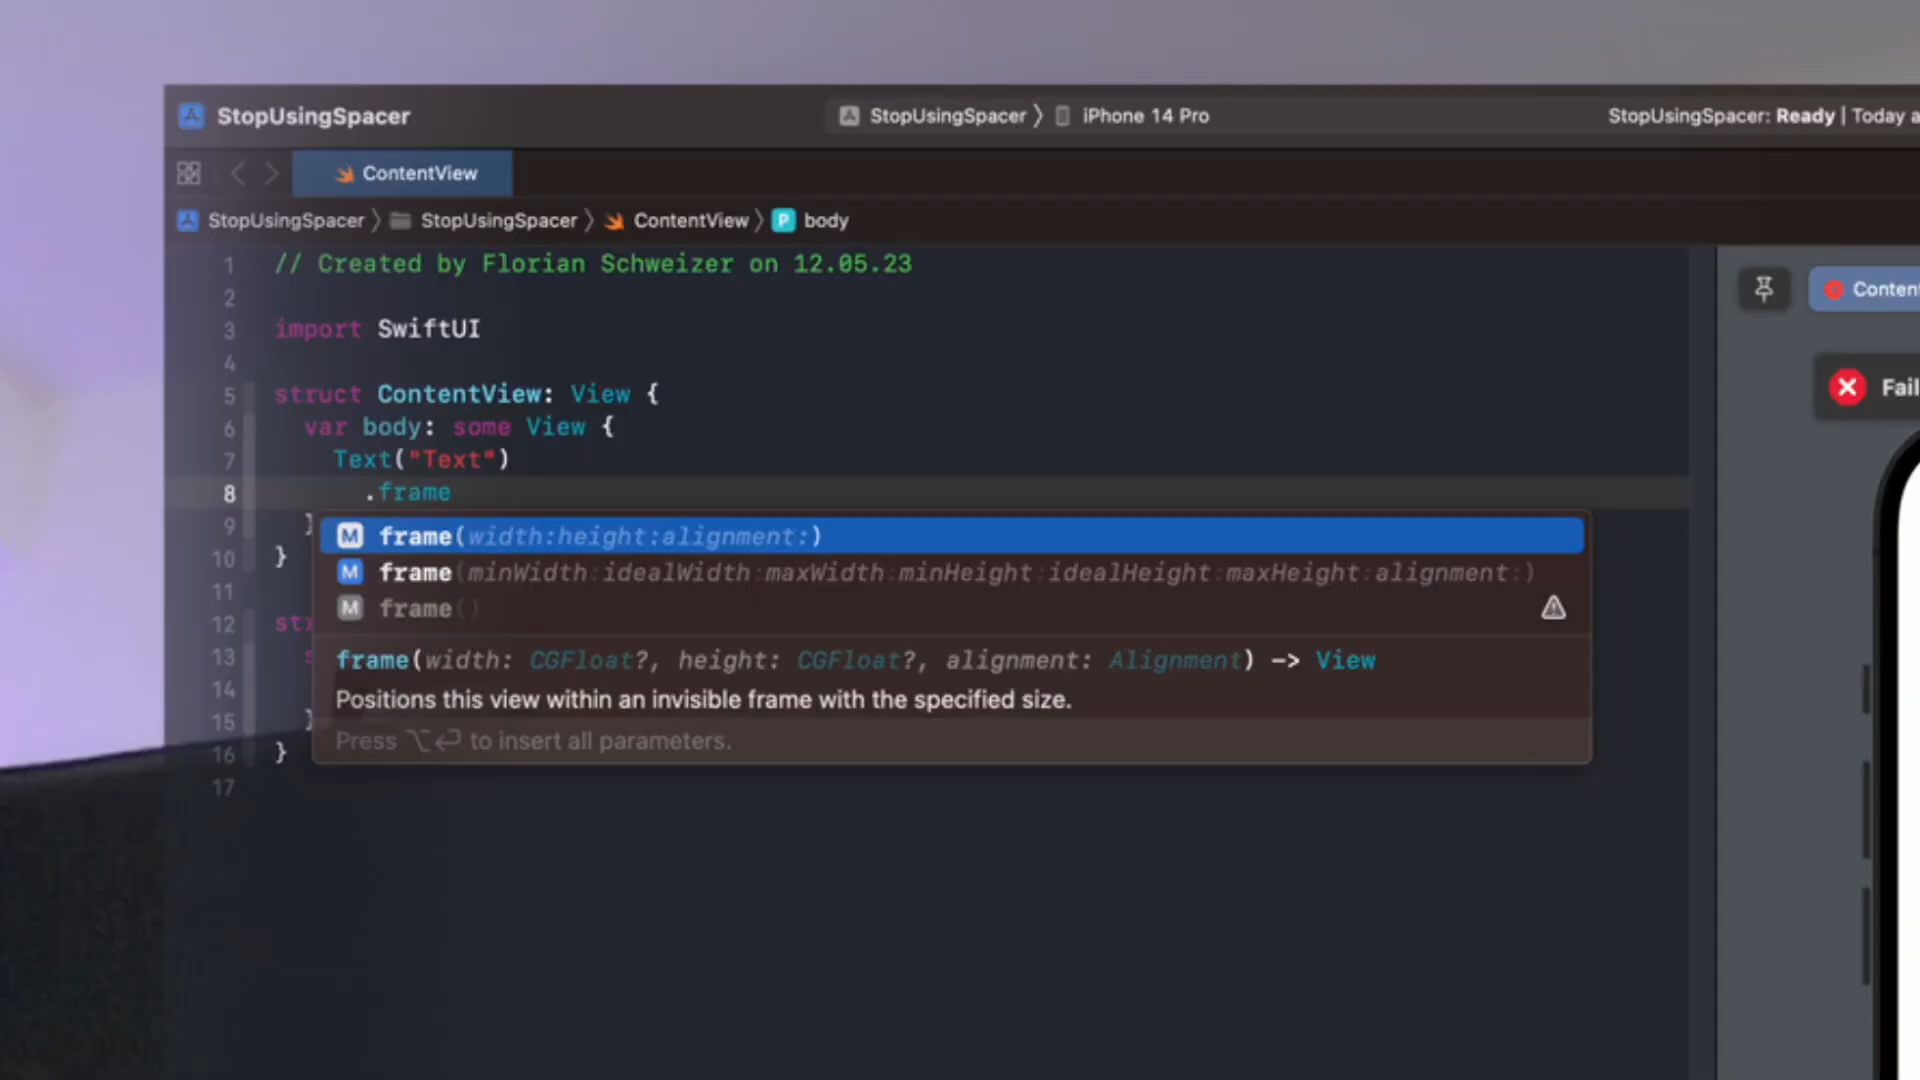 StopUsingSpacer
StopUsingSpacer 〉 iPhone 14 Pro
StopUsingSpacer: Ready | Today
ContentView
StopUsingSpacer 〉 StopUsingSpacer 〉 ContentView 〉 P body
1 // Created by Florian Schweizer on 12.05.23
2
3 import SwiftUI
4
5 struct ContentView: View {
6 var body: some View {
7 Text("Text")
8 .frame
9 }
10 }
11
12
13
14
15 }
16 }
17
M frame(width:height:alignment:)
M frame(minWidth:idealWidth:maxWidth:minHeight:idealHeight:maxHeight:alignment:)
M frame()
frame(width: CGFloat?, height: CGFloat?, alignment: Alignment) -> View
Positions this view within an invisible frame with the specified size.
Press ⌥↩ to insert all parameters.